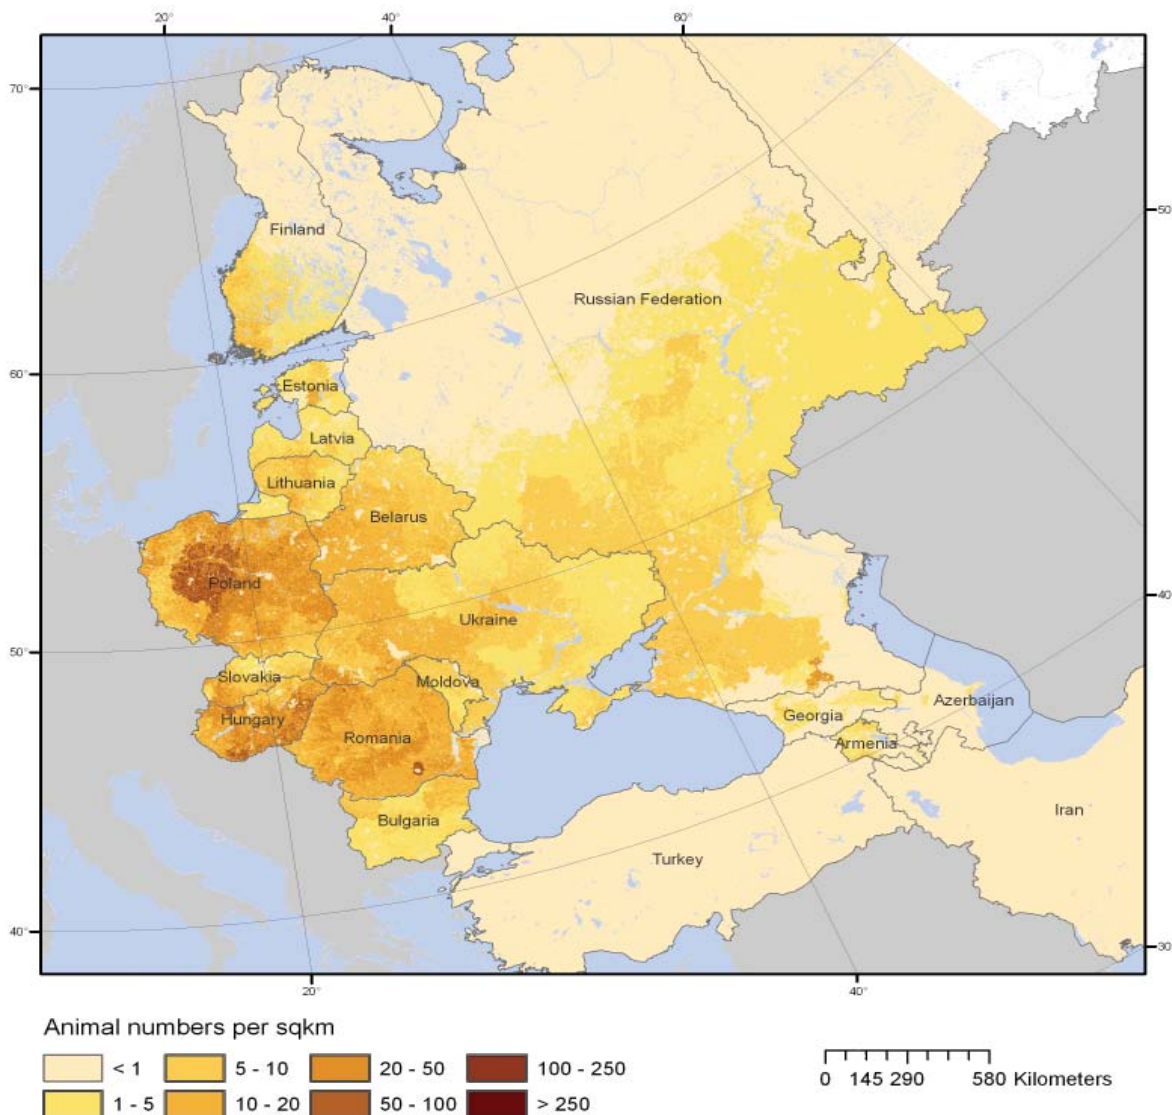 20° 40° 60°
70°
50°
Finland
Russian Federation
60°
Estonia
Latvia
Lithuania
Belarus
Poland
40°
Ukraine
50°
Slovakia
Moldova
Hungary
Georgia
Azerbaijan
Romania
Armenia
Bulgaria
Iran
Turkey
40°
30
20° 40°
Animal numbers per sqkm
< 1 5 - 10 20 - 50 100 - 250
1 - 5 10 - 20 50 - 100 > 250
0 145 290 580 Kilometers